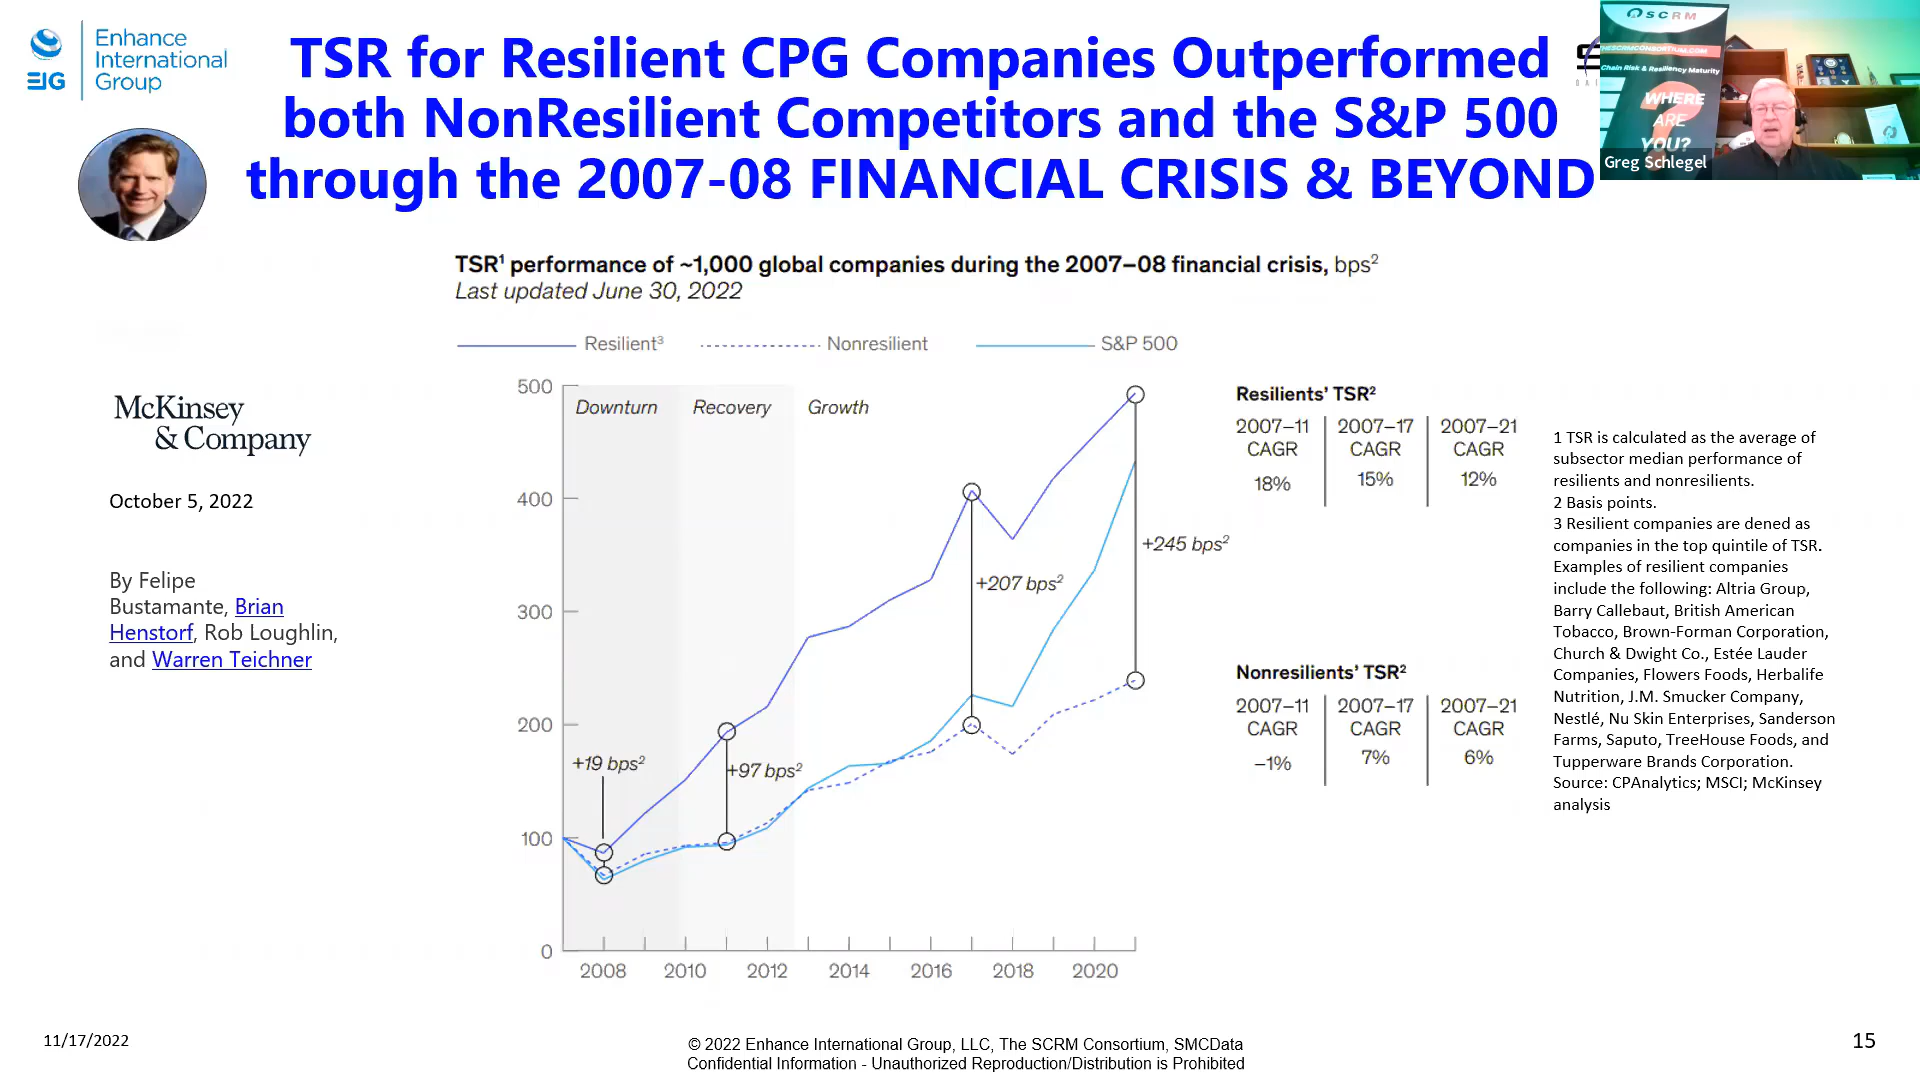 Enhance
International
Group
EIG
TSR for Resilient CPG Companies Outperformed
both NonResilient Competitors and the S&P 500
through the 2007-08 FINANCIAL CRISIS & BEYOND
SCRM
THESCRMCONSORTIUM.COM
Chain Risk & Resiliency Maturity
WHERE
ARE
YOU?
Greg Schlegel
TSR¹ performance of ~1,000 global companies during the 2007–08 financial crisis, bps²
Last updated June 30, 2022
Resilient³ Nonresilient S&P 500
McKinsey
& Company
October 5, 2022
By Felipe
Bustamante, Brian
Henstorf, Rob Loughlin,
and Warren Teichner
500
400
300
200
100
0
Downturn Recovery Growth
+19 bps²
+97 bps²
+207 bps²
+245 bps²
2008 2010 2012 2014 2016 2018 2020
Resilients’ TSR²
2007–11 2007–17 2007–21
CAGR CAGR CAGR
18% 15% 12%
Nonresilients’ TSR²
2007–11 2007–17 2007–21
CAGR CAGR CAGR
–1% 7% 6%
1 TSR is calculated as the average of
subsector median performance of
resilients and nonresilients.
2 Basis points.
3 Resilient companies are dened as
companies in the top quintile of TSR.
Examples of resilient companies
include the following: Altria Group,
Barry Callebaut, British American
Tobacco, Brown-Forman Corporation,
Church & Dwight Co., Estée Lauder
Companies, Flowers Foods, Herbalife
Nutrition, J.M. Smucker Company,
Nestlé, Nu Skin Enterprises, Sanderson
Farms, Saputo, TreeHouse Foods, and
Tupperware Brands Corporation.
Source: CPAnalytics; MSCI; McKinsey
analysis
11/17/2022
© 2022 Enhance International Group, LLC, The SCRM Consortium, SMCData
Confidential Information - Unauthorized Reproduction/Distribution is Prohibited
15